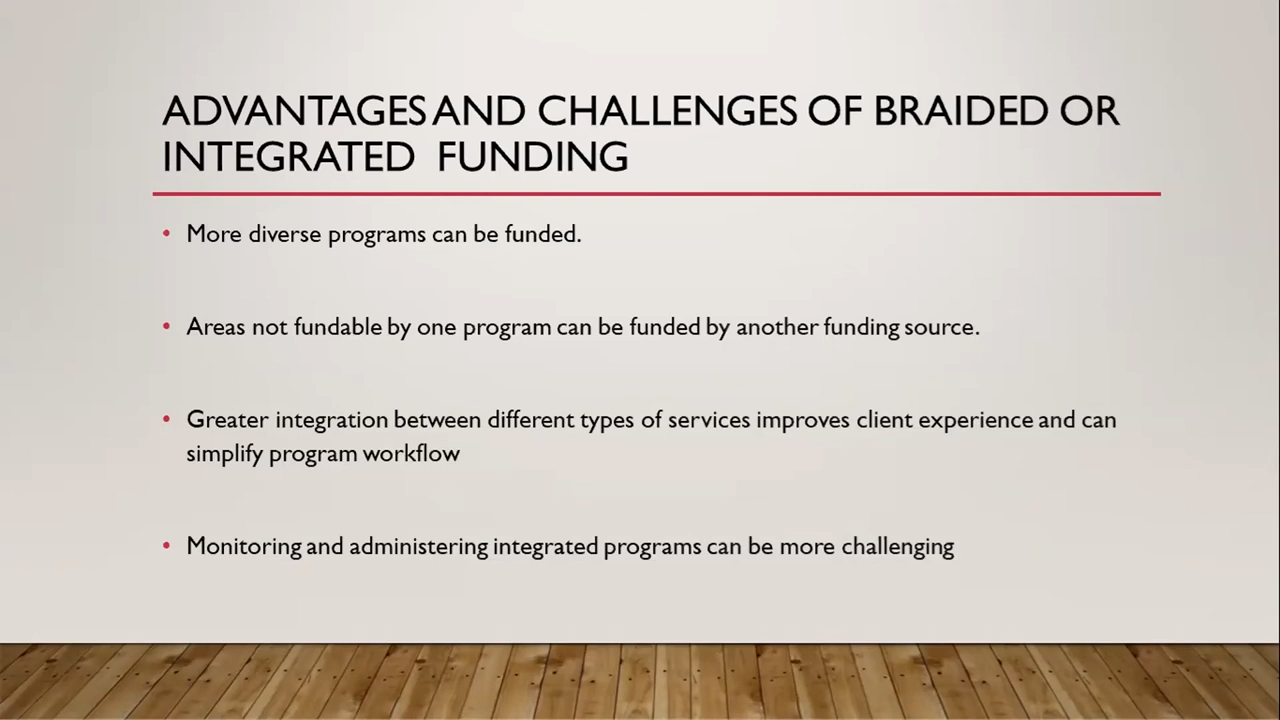 ADVANTAGES AND CHALLENGES OF BRAIDED OR
INTEGRATED FUNDING
• More diverse programs can be funded.
• Areas not fundable by one program can be funded by another funding source.
• Greater integration between different types of services improves client experience and can
simplify program workflow
• Monitoring and administering integrated programs can be more challenging